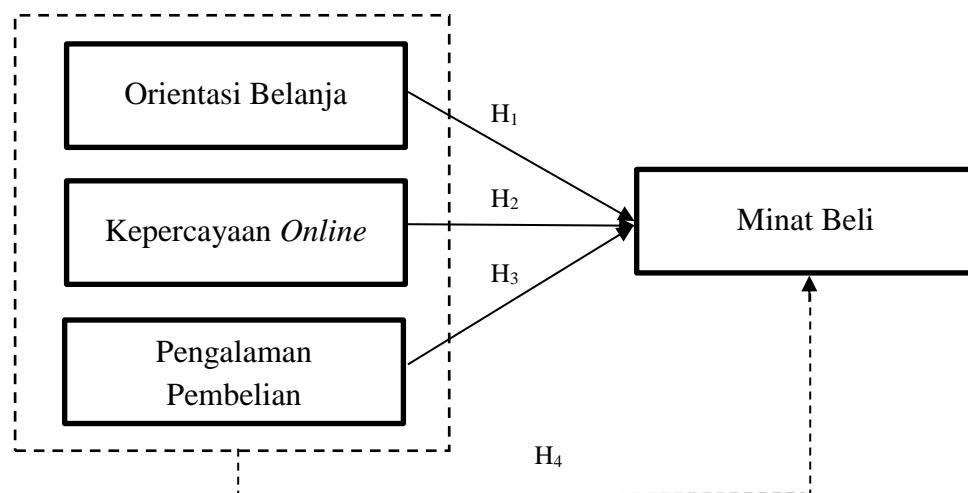 Orientasi Belanja
H₁
Kepercayaan Online
H₂
Minat Beli
H₃
Pengalaman
Pembelian
H₄